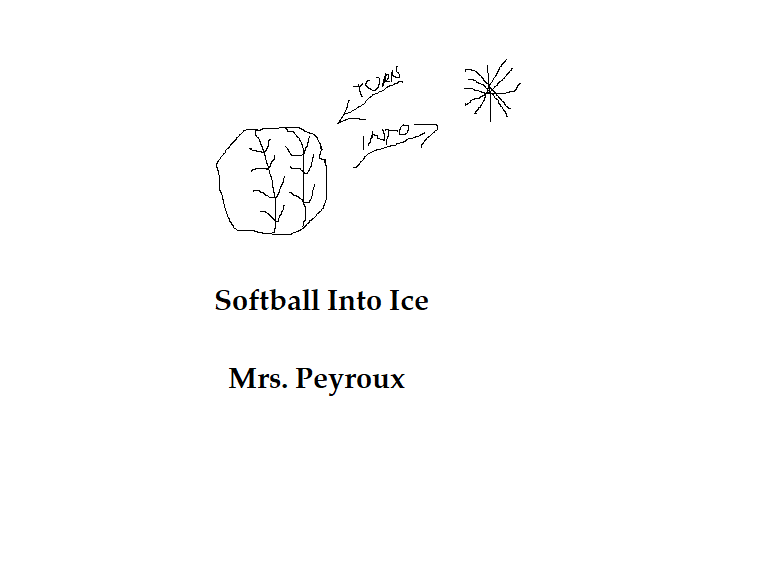 TURN
INTO
Softball Into Ice
Mrs. Peyroux